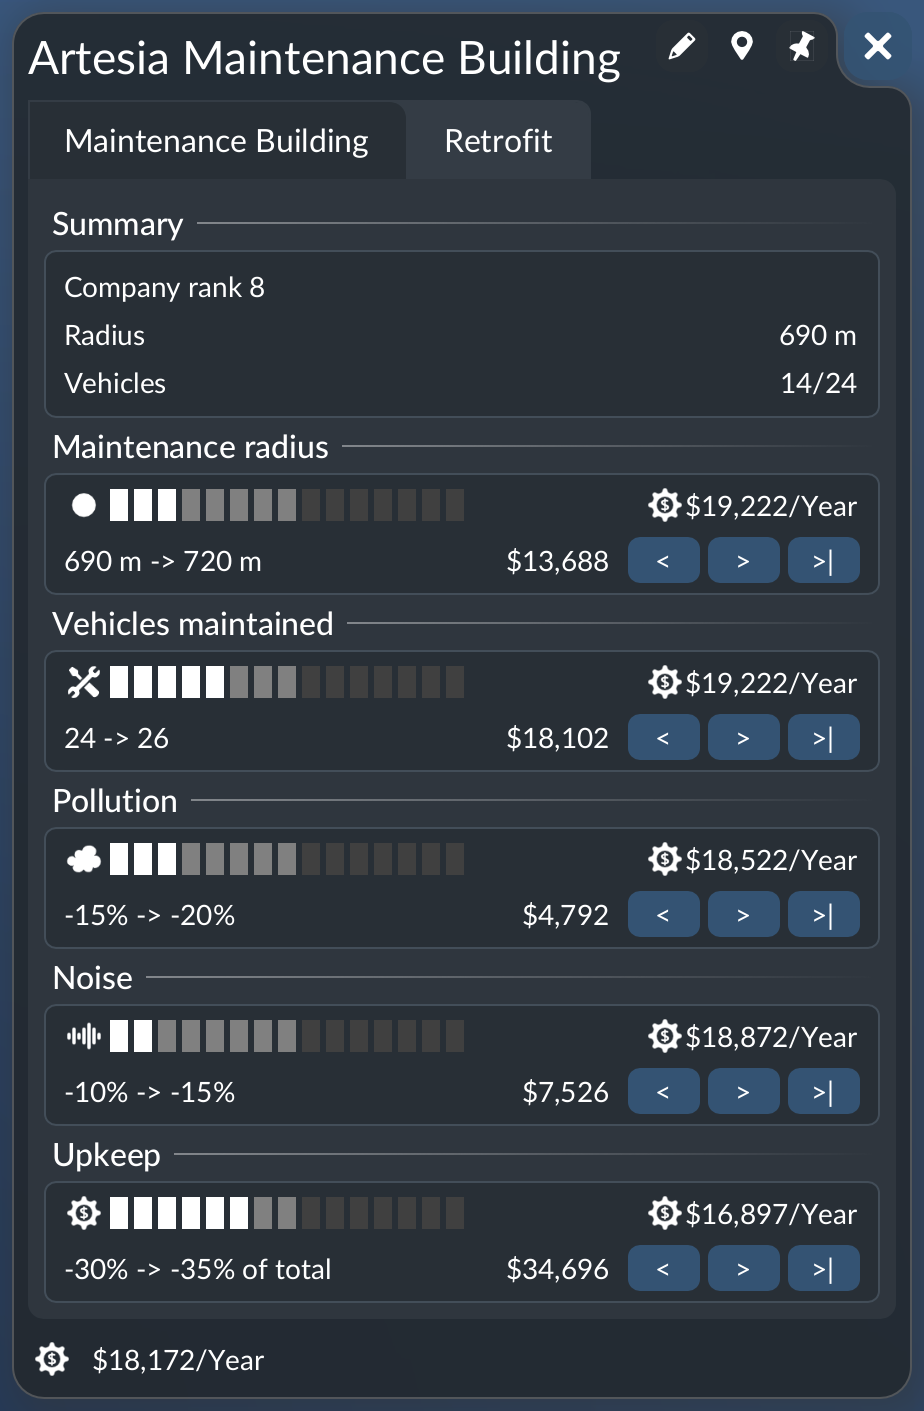 Artesia Maintenance Building
Maintenance Building Retrofit
Summary
Company rank 8
Radius 690 m
Vehicles 14/24
Maintenance radius
$19,222/Year
690 m -> 720 m $13,688 < > >|
Vehicles maintained
$19,222/Year
24 -> 26 $18,102 < > >|
Pollution
$18,522/Year
-15% -> -20% $4,792 < > >|
Noise
$18,872/Year
-10% -> -15% $7,526 < > >|
Upkeep
$16,897/Year
-30% -> -35% of total $34,696 < > >|
$18,172/Year